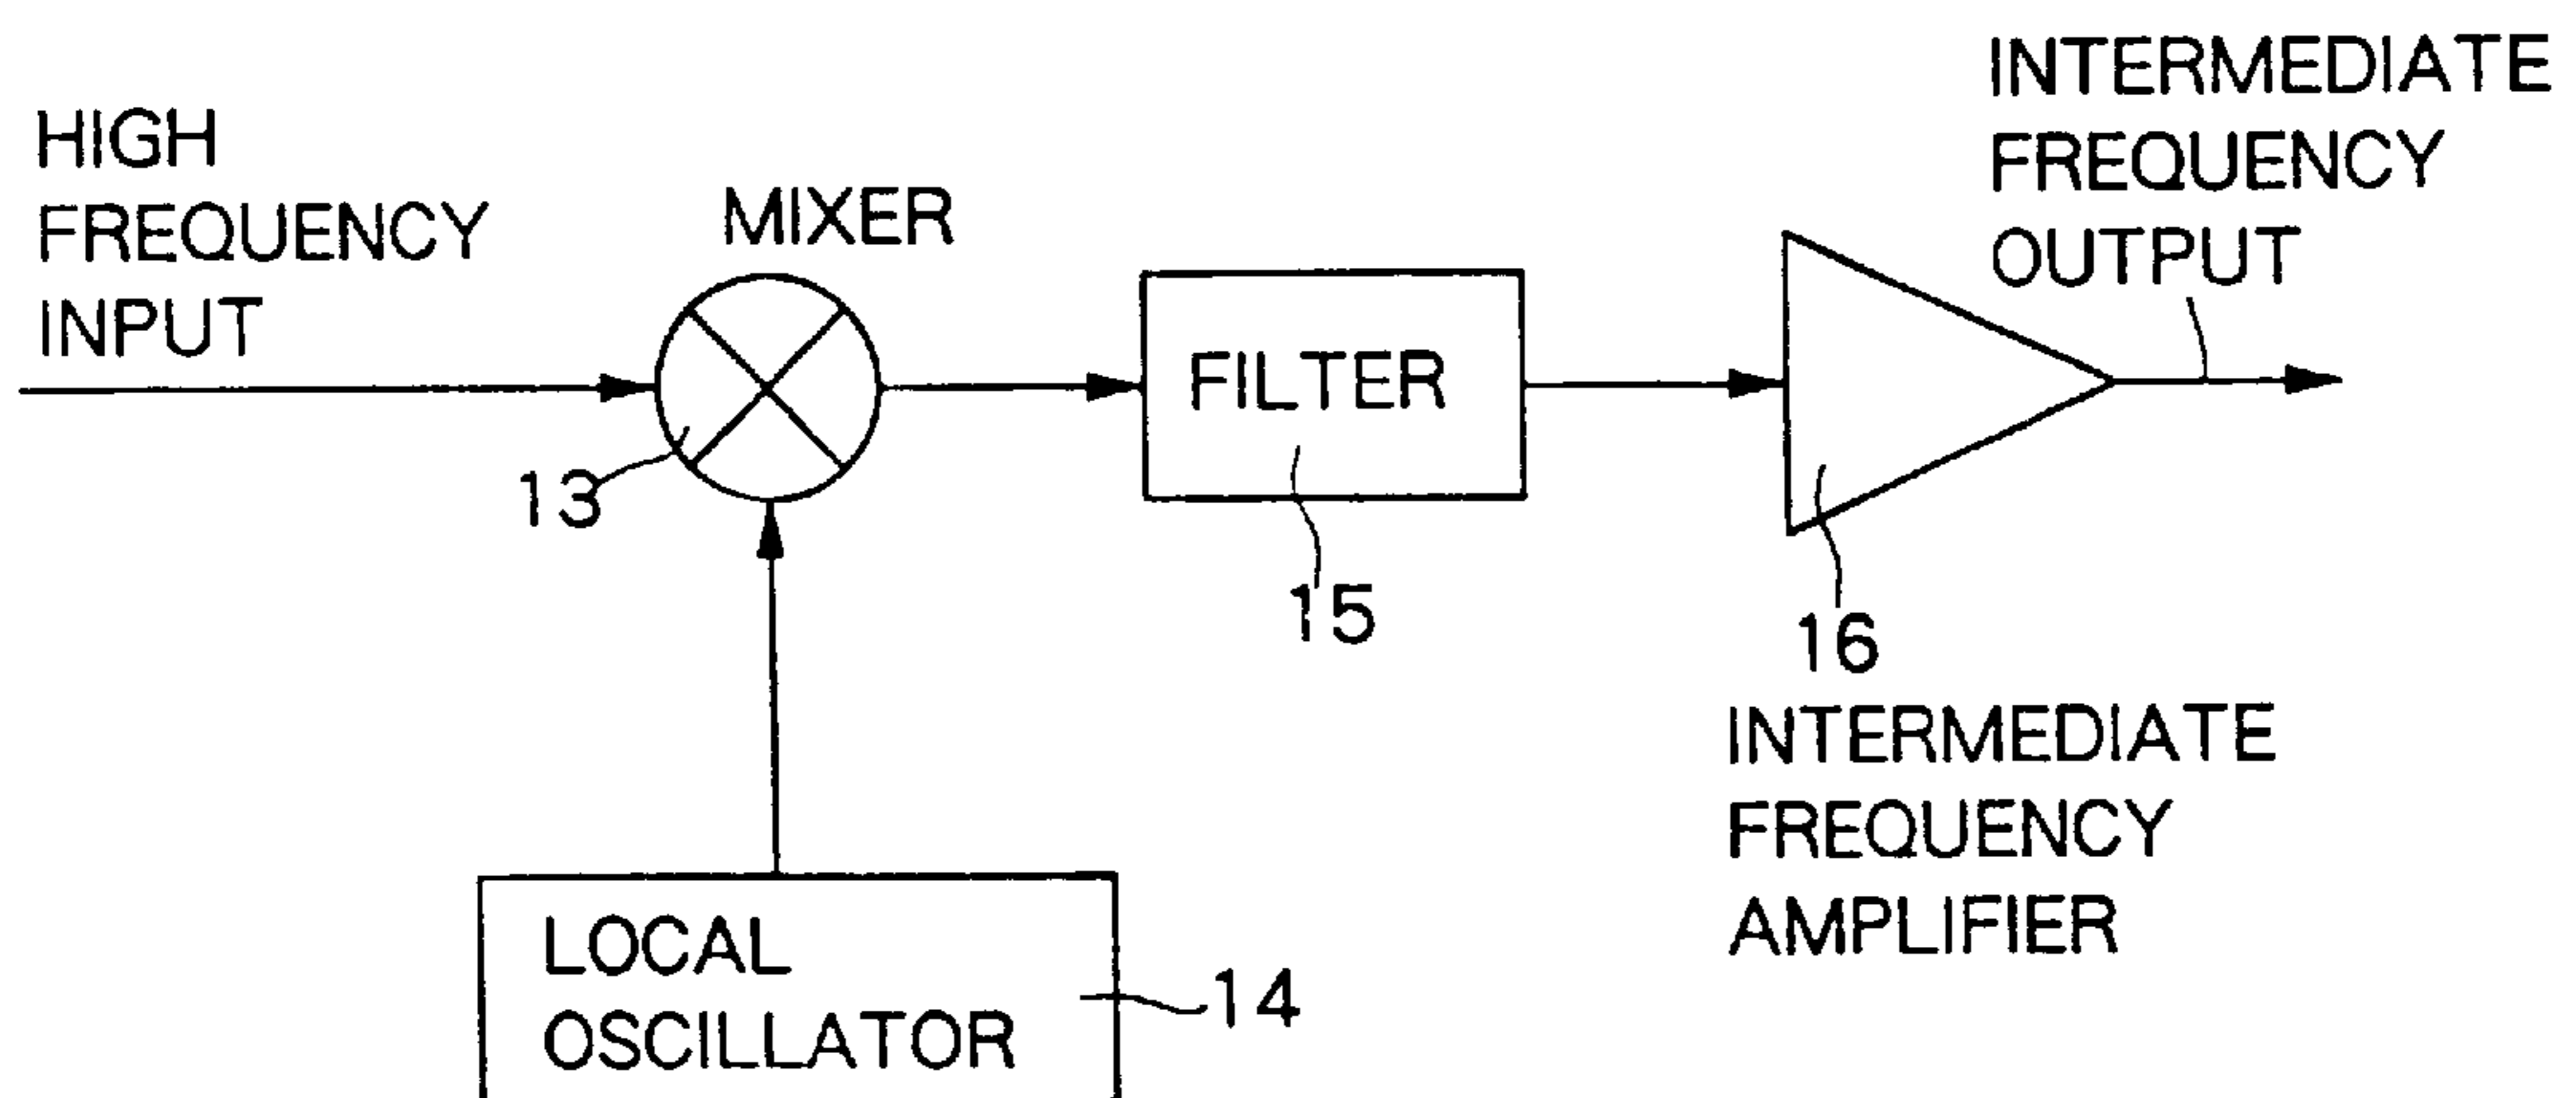 HIGH
FREQUENCY
INPUT
MIXER
13
FILTER
15
INTERMEDIATE
FREQUENCY
OUTPUT
16
INTERMEDIATE
FREQUENCY
AMPLIFIER
LOCAL
OSCILLATOR
14